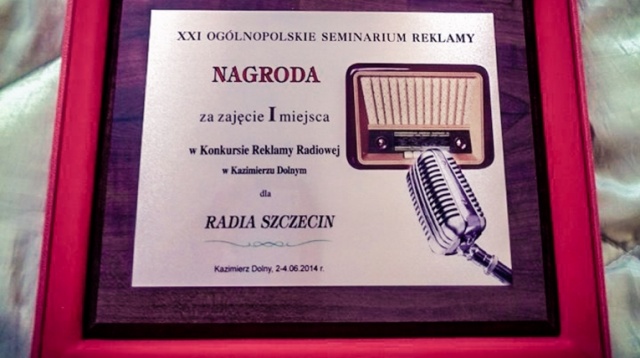 XXI OGÓLNOPOLSKIE SEMINARIUM REKLAMY
NAGRODA
za zajęcie I miejsca
w Konkursie Reklamy Radiowej
w Kazimierzu Dolnym
dla
RADIA SZCZECIN
Kazimierz Dolny, 2-4.06.2014 r.